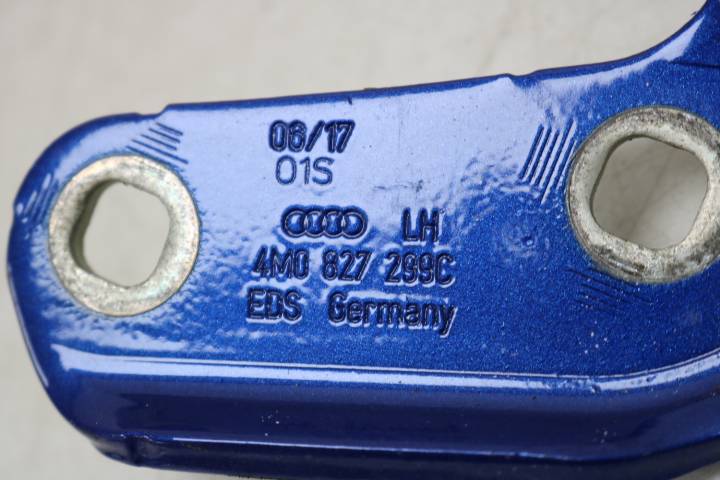 06/17
01S
LH
4M0 827 299C
EDS Germany